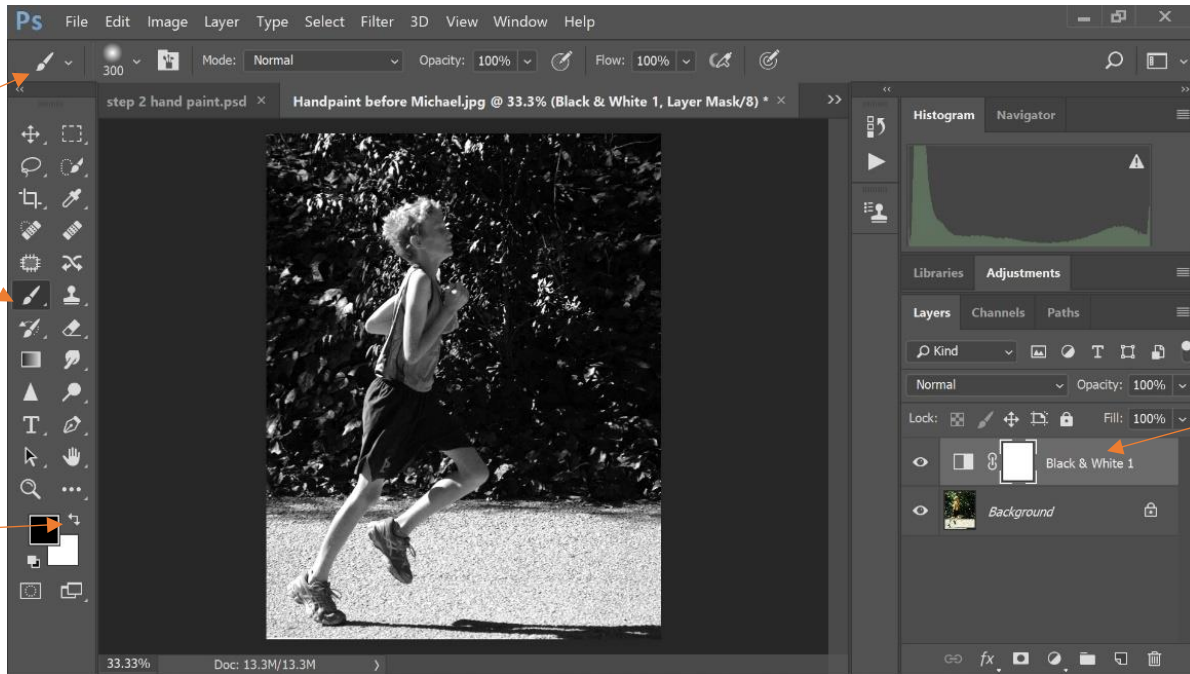 Ps File Edit Image Layer Type Select Filter 3D View Window Help
300 Mode: Normal Opacity: 100% Flow: 100%
step 2 hand paint.psd × Handpaint before Michael.jpg @ 33.3% (Black & White 1, Layer Mask/8) * ×
Histogram Navigator
Libraries Adjustments
Layers Channels Paths
Kind
Normal Opacity: 100%
Lock: Fill: 100%
Black & White 1
Background
33.33% Doc: 13.3M/13.3M